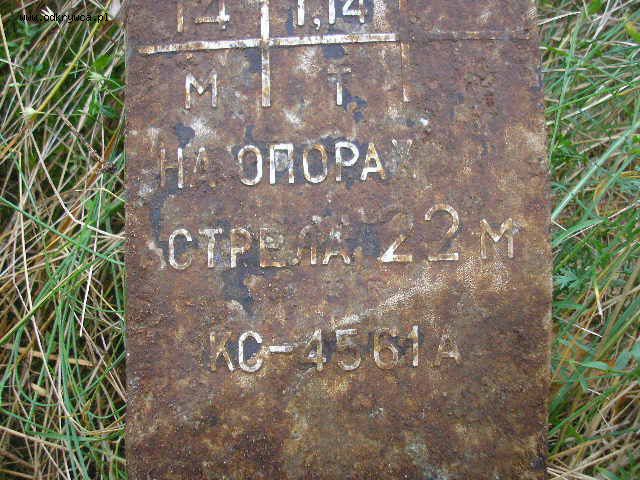 www.odkrywca.pl
14 1,14
М Т
НА ОПОРАХ
СТРЕЛА 22 М
КС-4561А